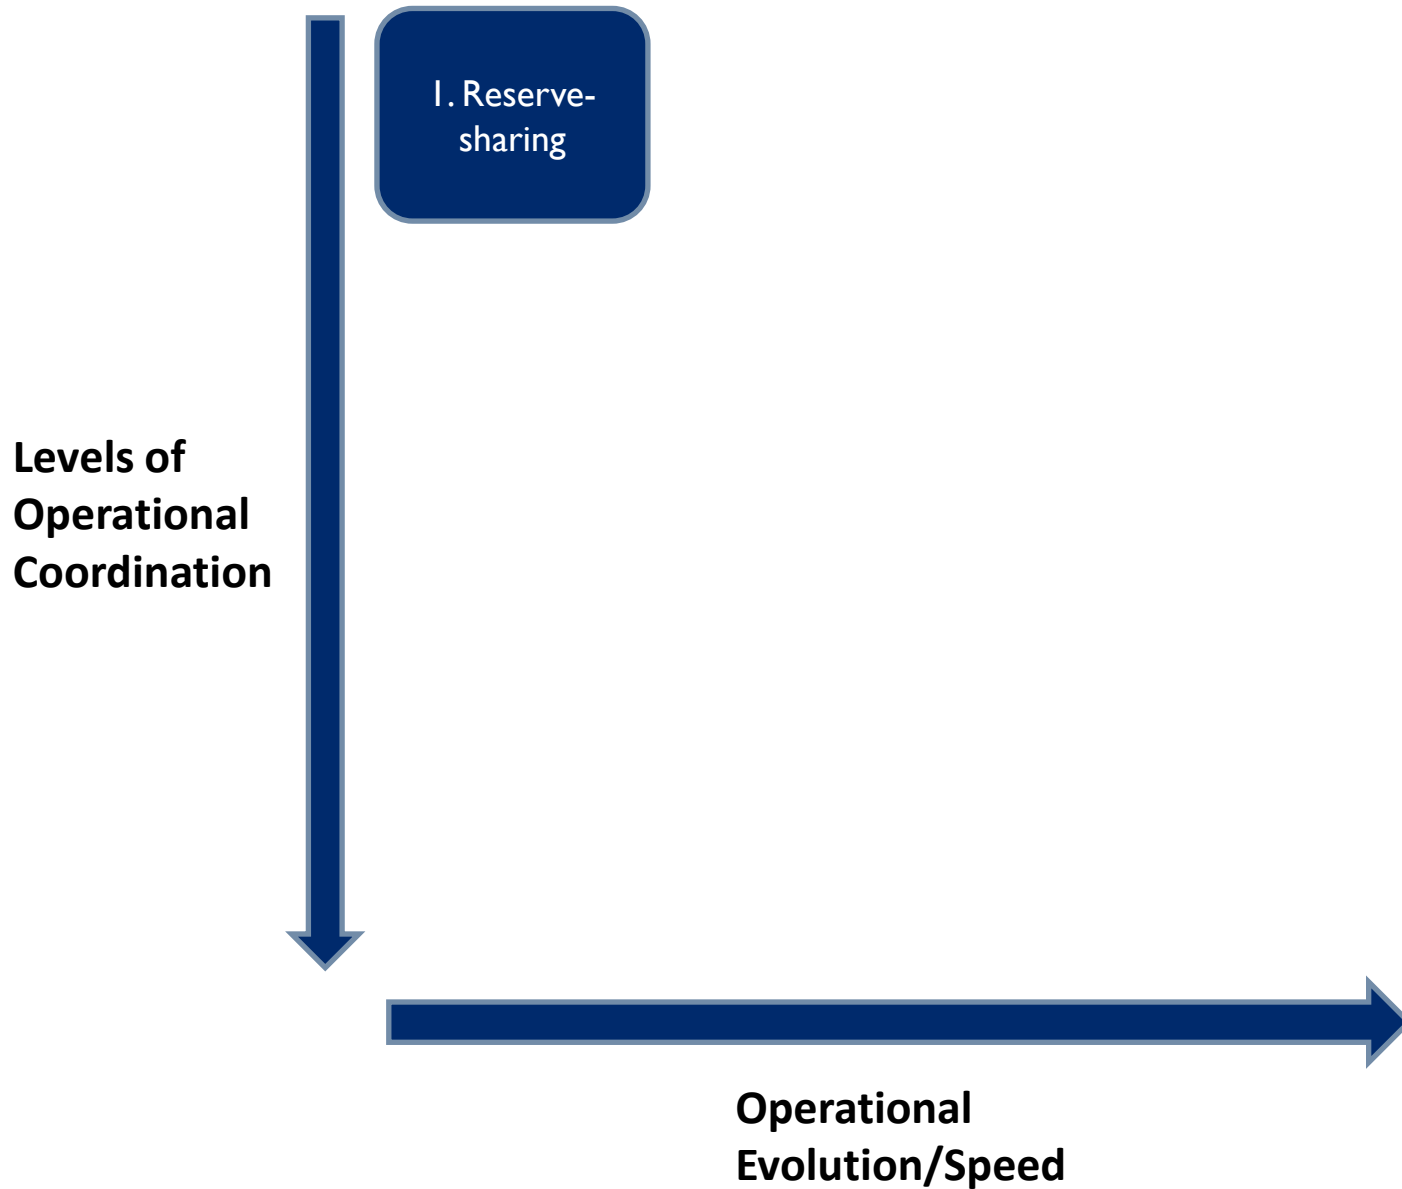 1. Reserve-
sharing
Levels of
Operational
Coordination
Operational
Evolution/Speed